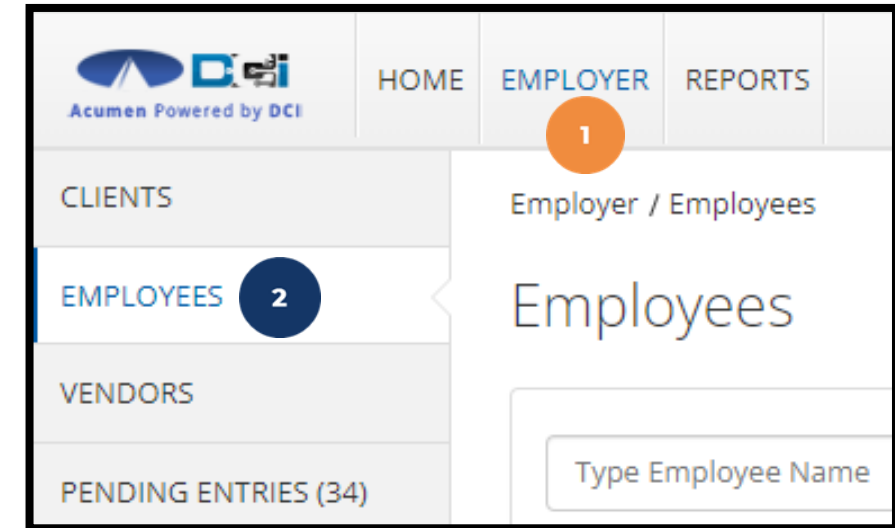 DCI
Acumen Powered by DCI
HOME
EMPLOYER
REPORTS
1
CLIENTS
Employer / Employees
EMPLOYEES
2
Employees
VENDORS
Type Employee Name
PENDING ENTRIES (34)